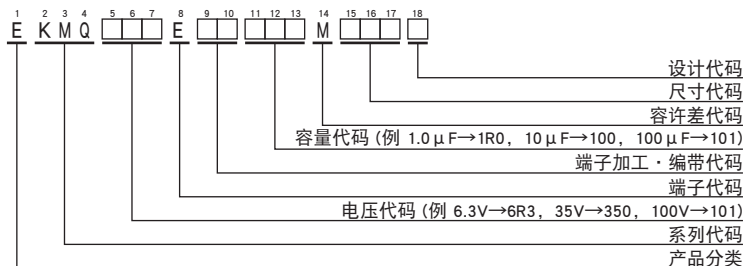 1 2 3 4 5 6 7 8 9 10 11 12 13 14 15 16 17 18
E KMQ □□□ E □□ □□□ M □□□ □
设计代码
尺寸代码
容许差代码
容量代码 (例 1.0μF→1R0, 10μF→100, 100μF→101)
端子加工・编带代码
端子代码
电压代码 (例 6.3V→6R3, 35V→350, 100V→101)
系列代码
产品分类